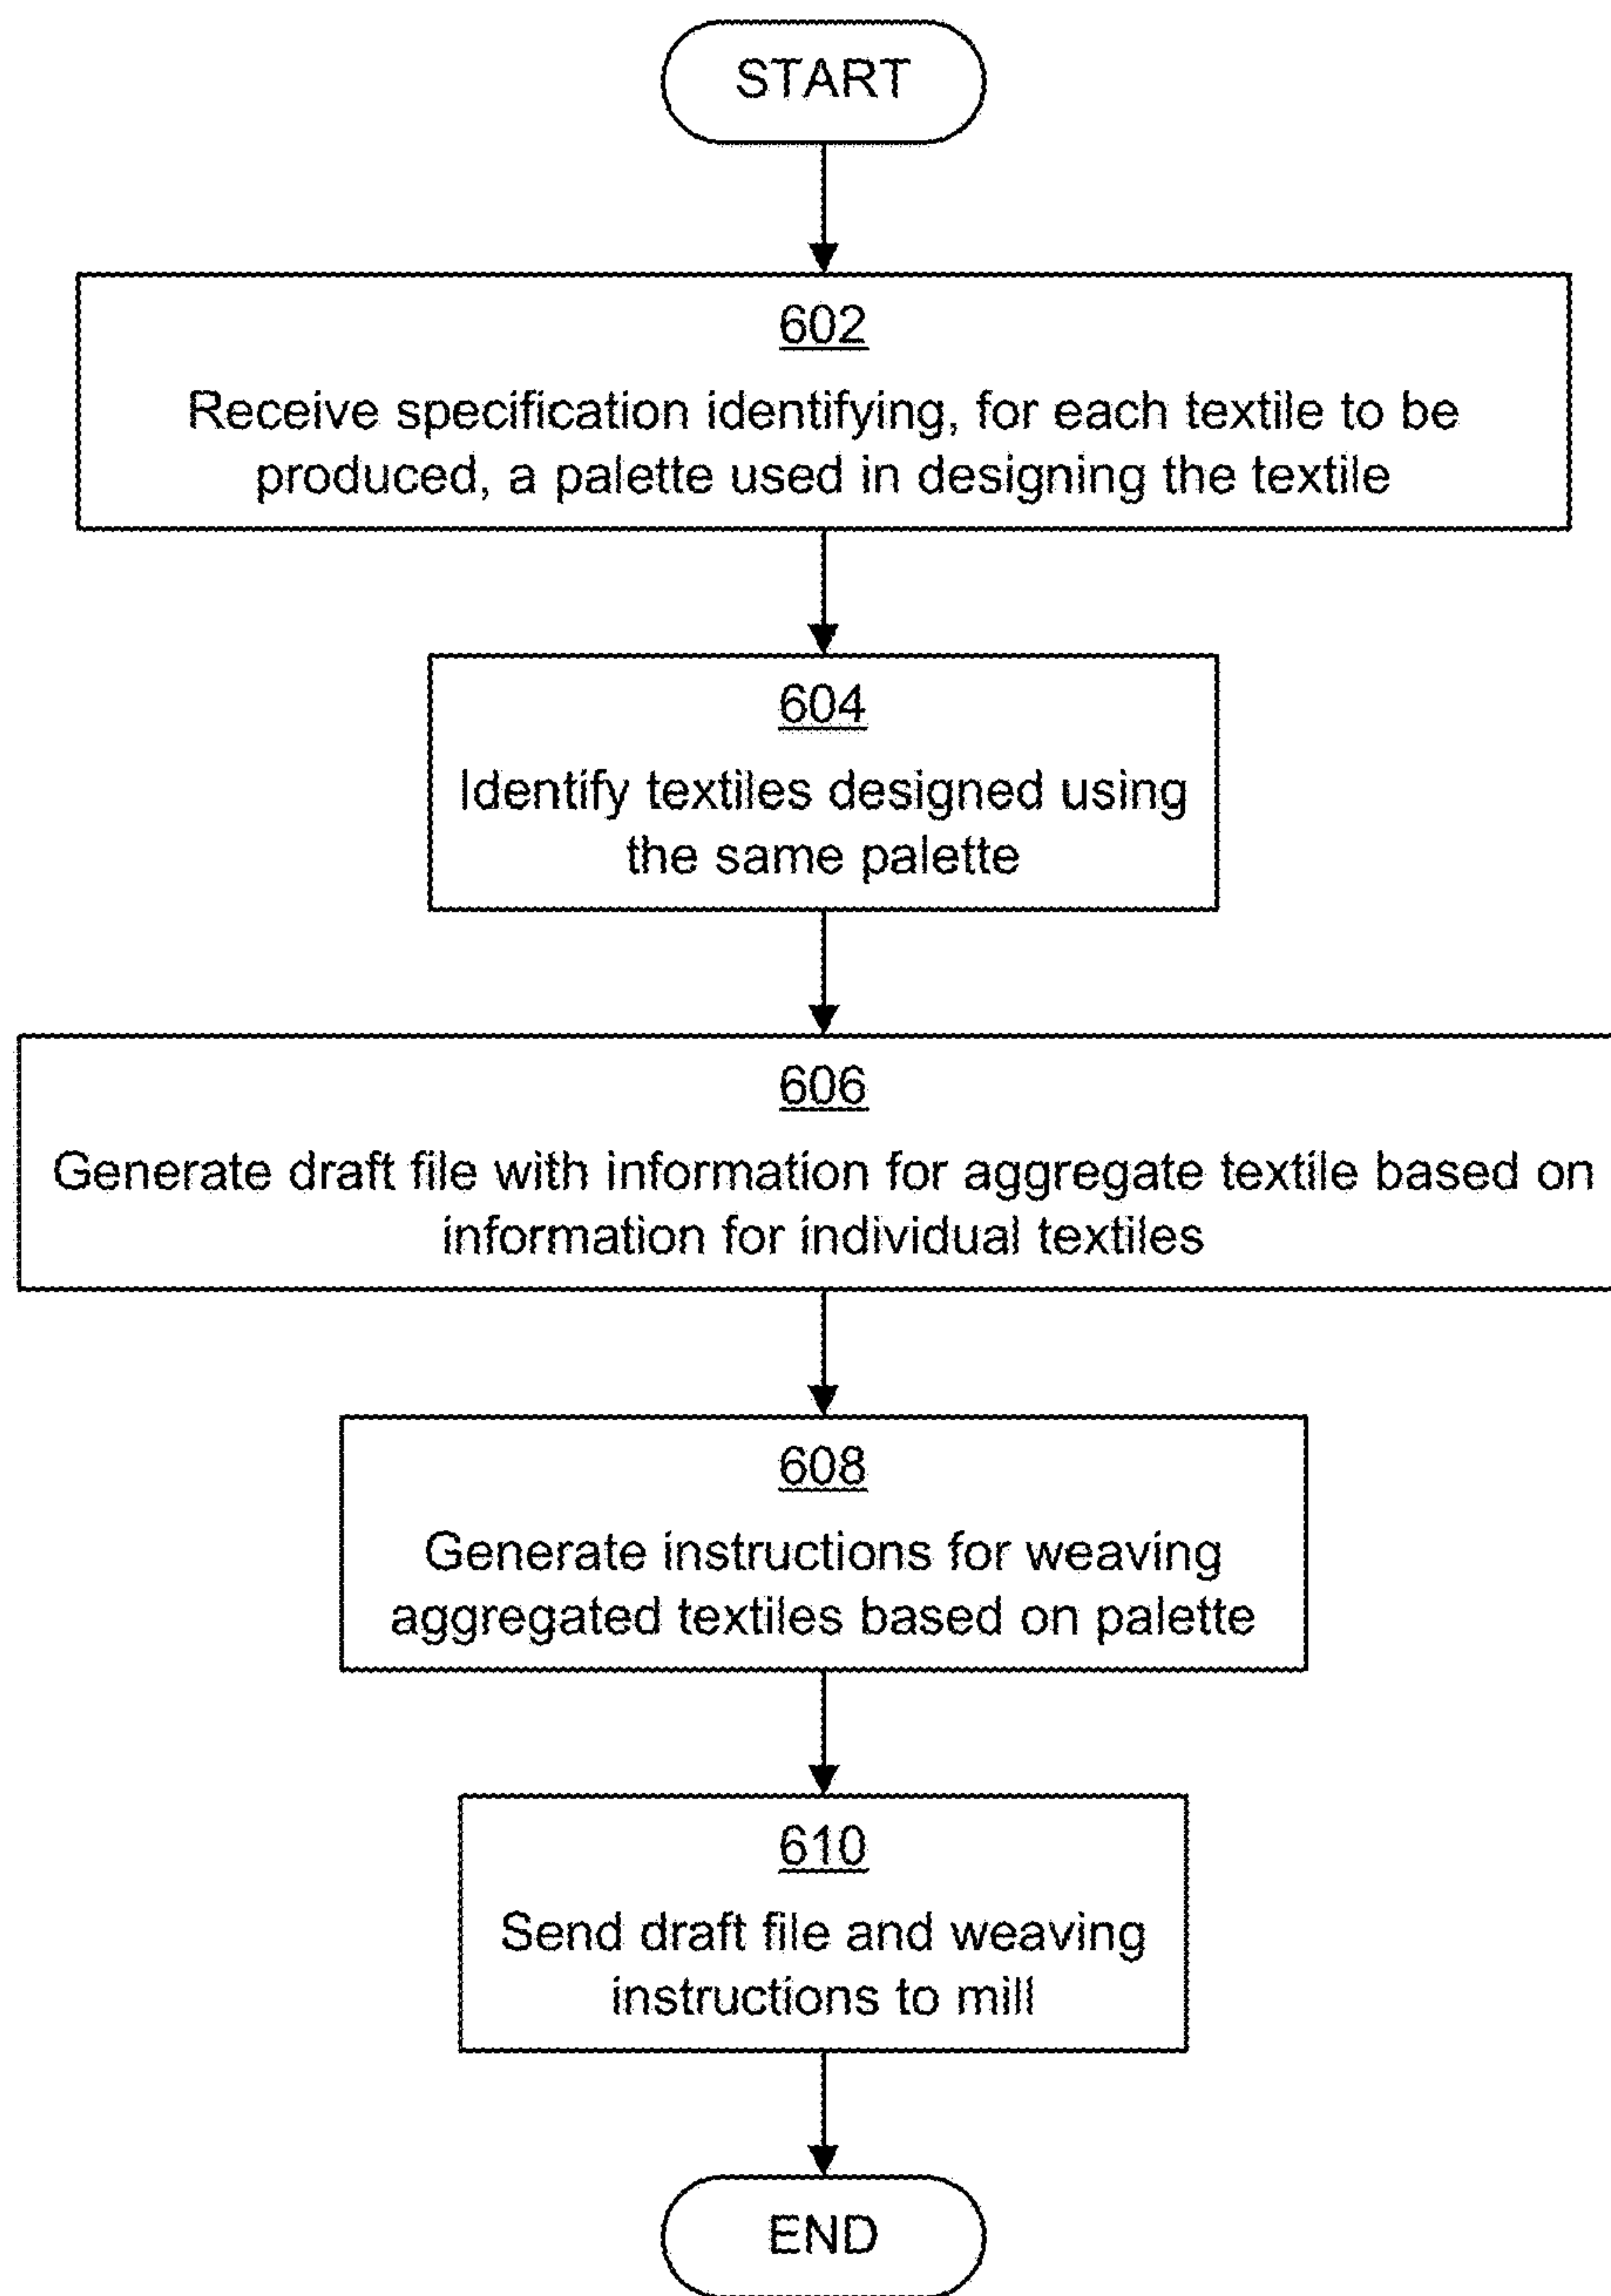 START
602
Receive specification identifying, for each textile to be
produced, a palette used in designing the textile
604
Identify textiles designed using
the same palette
606
Generate draft file with information for aggregate textile based on
information for individual textiles
608
Generate instructions for weaving
aggregated textiles based on palette
610
Send draft file and weaving
instructions to mill
END